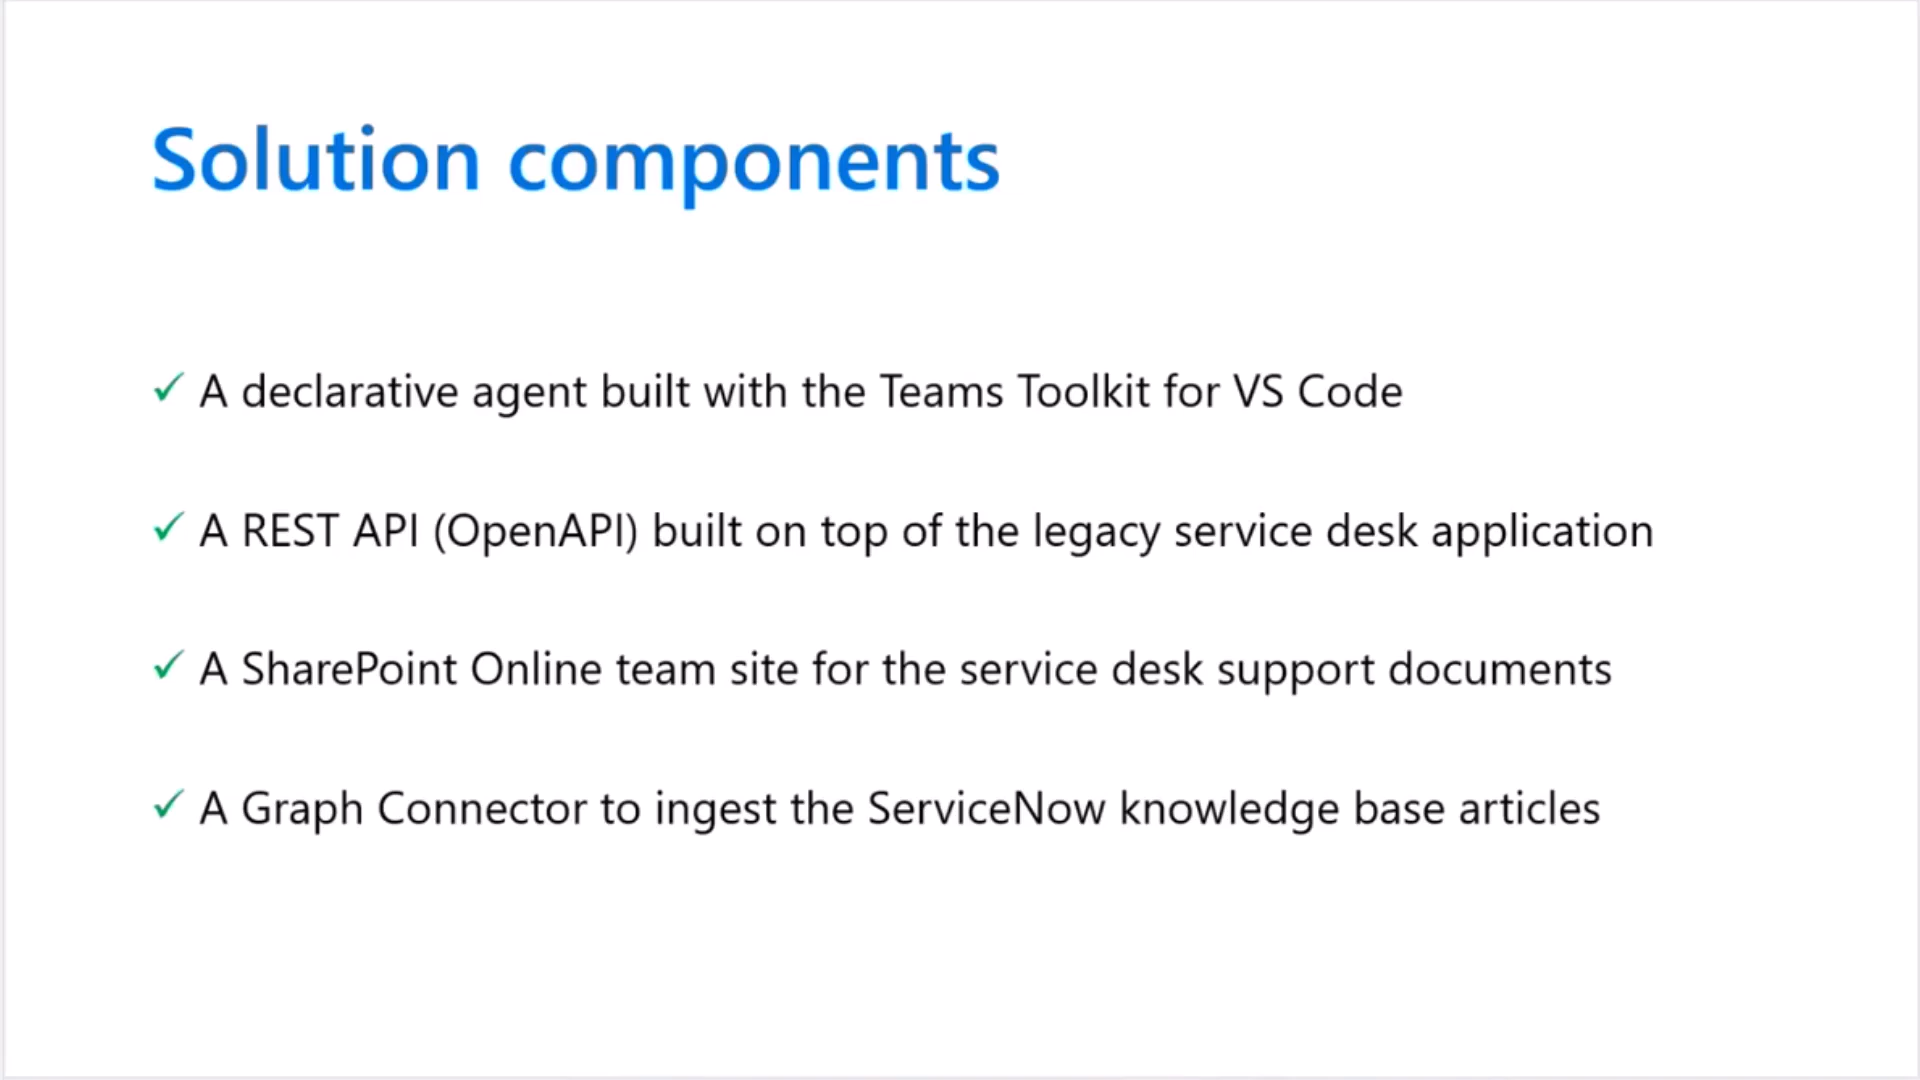 Solution components
✓ A declarative agent built with the Teams Toolkit for VS Code
✓ A REST API (OpenAPI) built on top of the legacy service desk application
✓ A SharePoint Online team site for the service desk support documents
✓ A Graph Connector to ingest the ServiceNow knowledge base articles